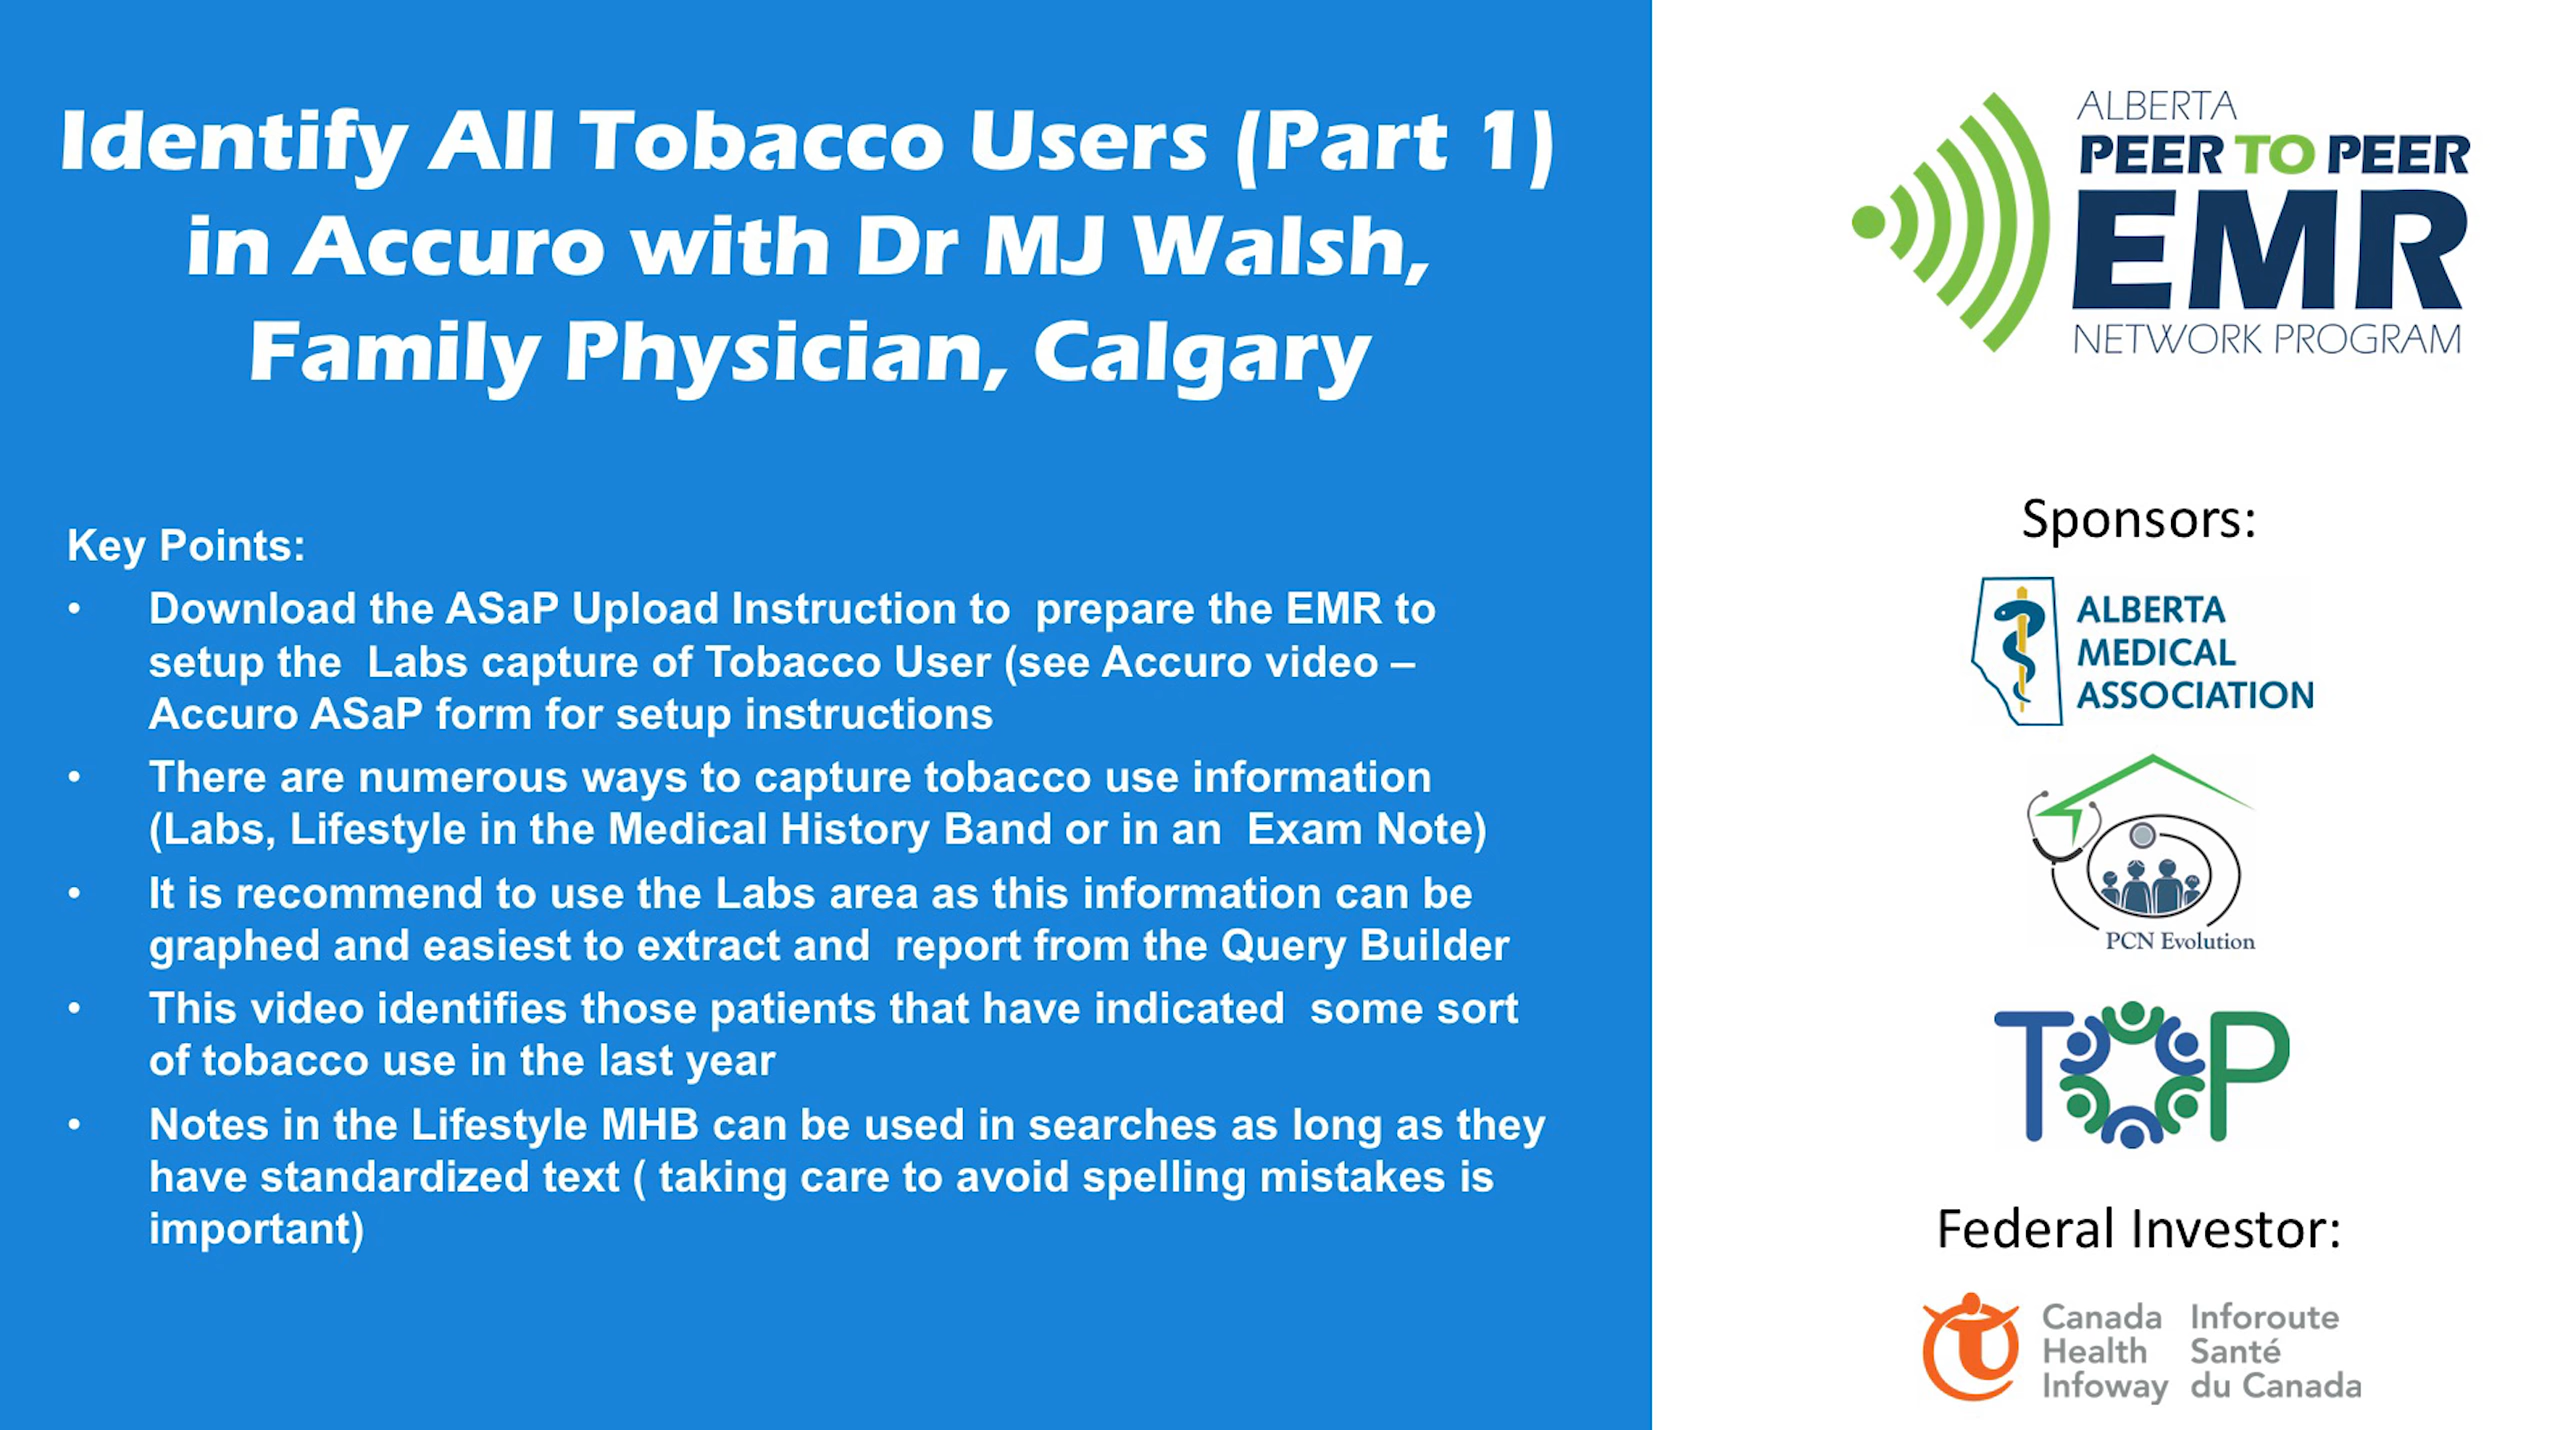 Identify All Tobacco Users (Part 1)
in Accuro with Dr MJ Walsh,
Family Physician, Calgary
Key Points:
• Download the ASaP Upload Instruction to  prepare the EMR to
setup the  Labs capture of Tobacco User (see Accuro video –
Accuro ASaP form for setup instructions
• There are numerous ways to capture tobacco use information
(Labs, Lifestyle in the Medical History Band or in an  Exam Note)
• It is recommend to use the Labs area as this information can be
graphed and easiest to extract and  report from the Query Builder
• This video identifies those patients that have indicated  some sort
of tobacco use in the last year
• Notes in the Lifestyle MHB can be used in searches as long as they
have standardized text ( taking care to avoid spelling mistakes is
important)
ALBERTA
PEER TO PEER
EMR
NETWORK PROGRAM
Sponsors:
ALBERTA
MEDICAL
ASSOCIATION
PCN Evolution
TOP
Federal Investor:
Canada
Health
Infoway
Inforoute
Santé
du Canada